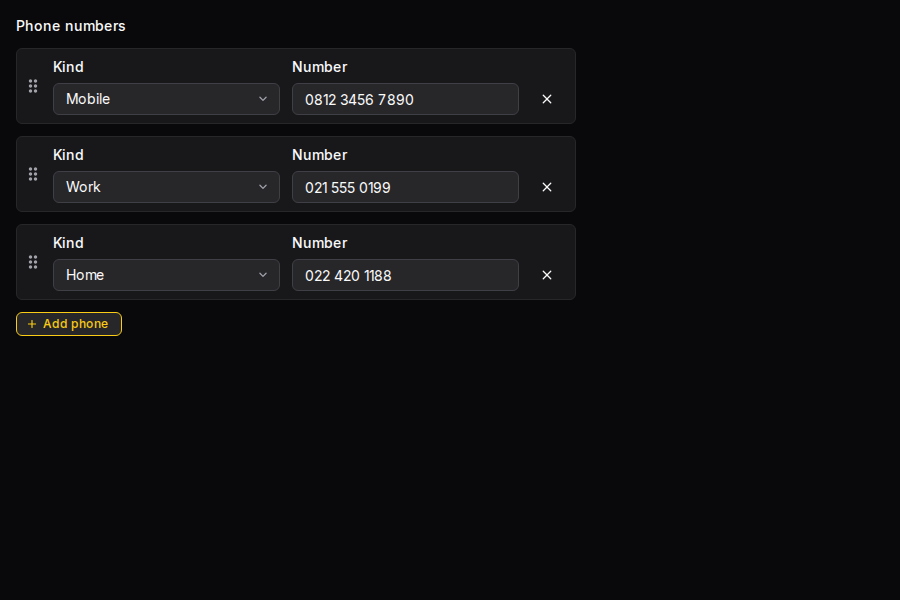 Phone numbers
Kind Number
Mobile 0812 3456 7890
Kind Number
Work 021 555 0199
Kind Number
Home 022 420 1188
Add phone